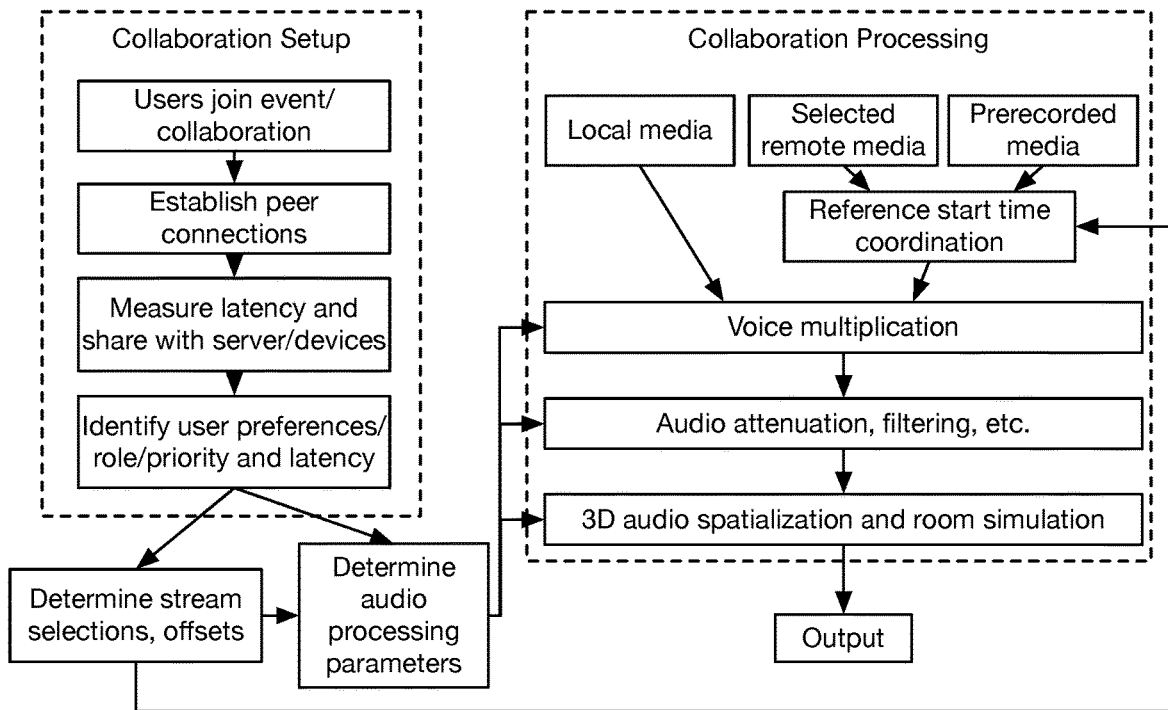 Collaboration Setup
Users join event/
collaboration
Establish peer
connections
Measure latency and
share with server/devices
Identify user preferences/
role/priority and latency
Determine stream
selections, offsets
Determine
audio
processing
parameters
Collaboration Processing
Local media
Selected
remote media
Prerecorded
media
Reference start time
coordination
Voice multiplication
Audio attenuation, filtering, etc.
3D audio spatialization and room simulation
Output